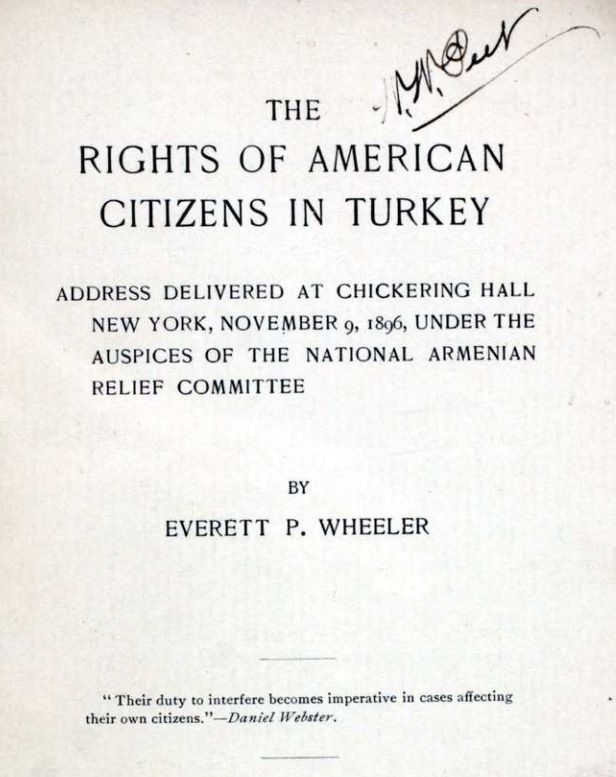 W. W. Peet
THE
RIGHTS OF AMERICAN
CITIZENS IN TURKEY
ADDRESS DELIVERED AT CHICKERING HALL
NEW YORK, NOVEMBER 9, 1896, UNDER THE
AUSPICES OF THE NATIONAL ARMENIAN
RELIEF COMMITTEE
BY
EVERETT P. WHEELER
“ Their duty to interfere becomes imperative in cases affecting
their own citizens.”—Daniel Webster.